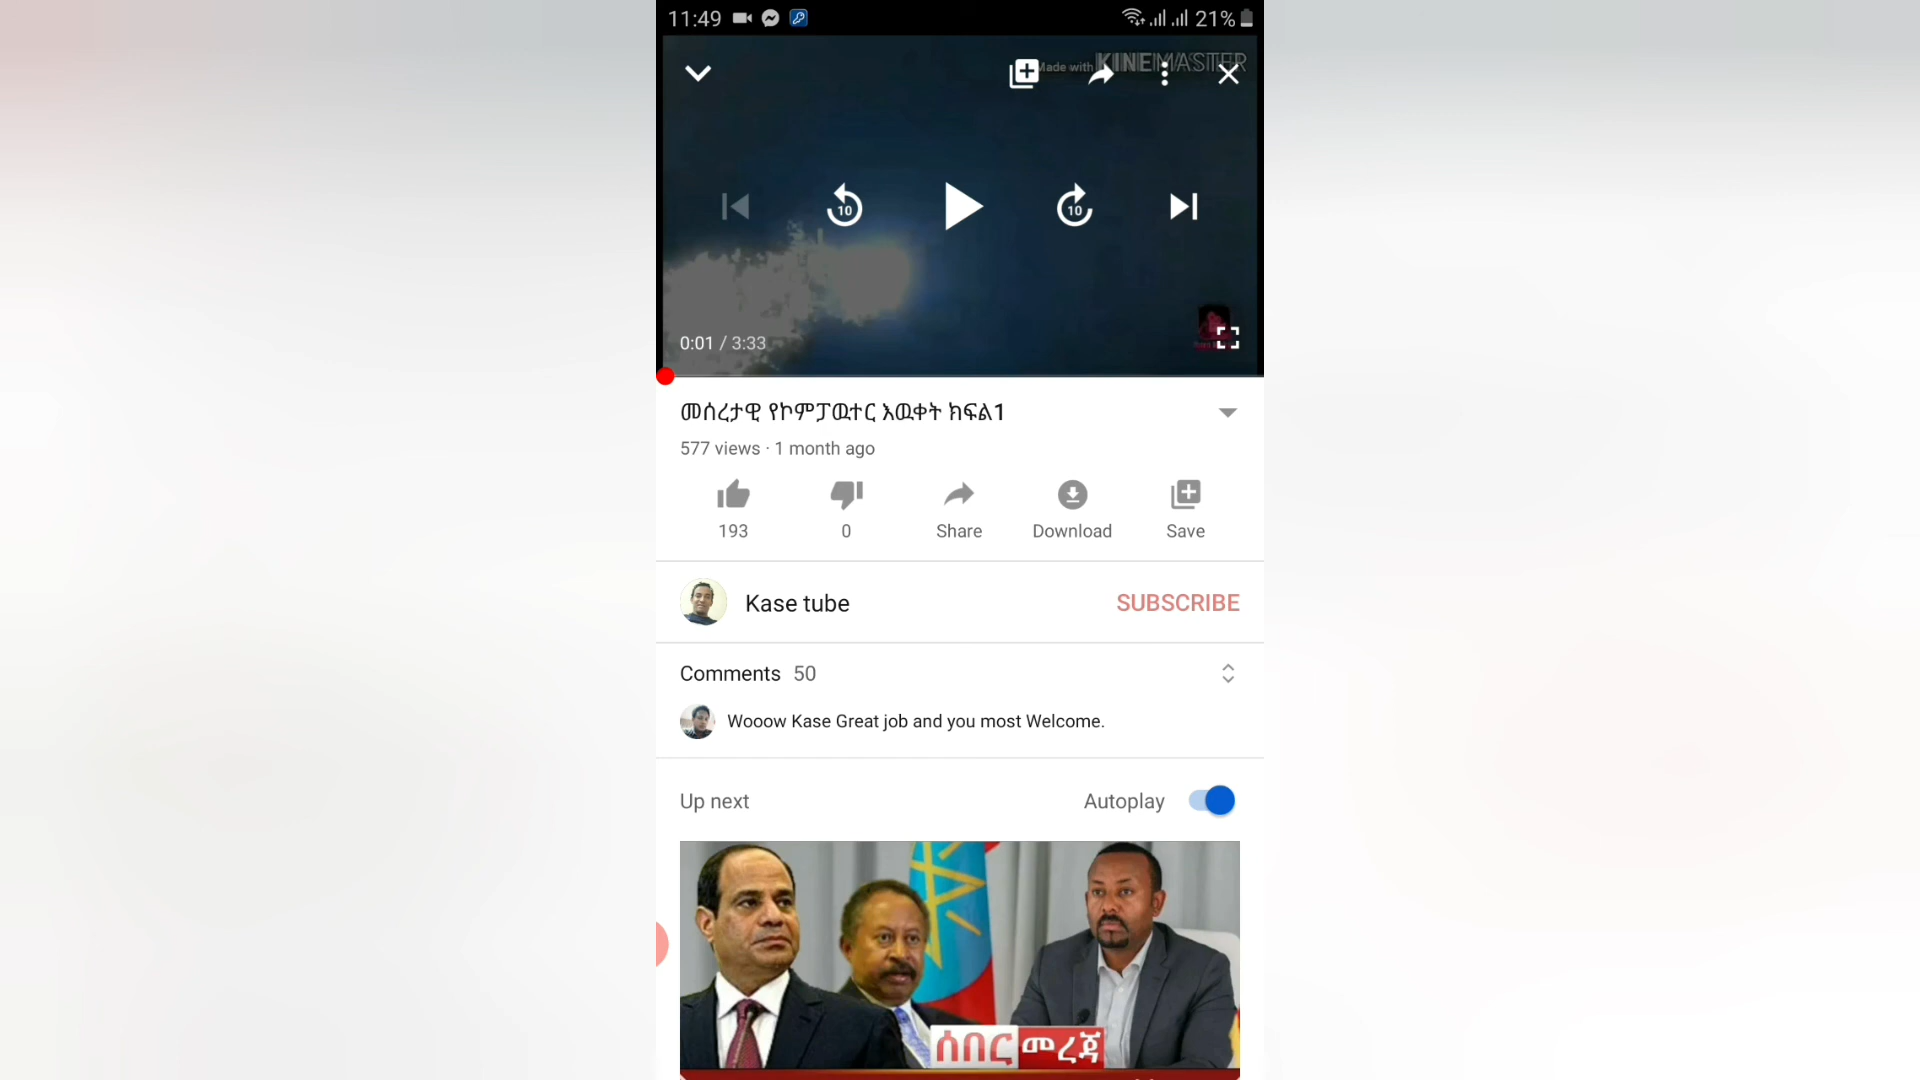 11:49
21%
Made with KINEMASTER
10
10
0:01 / 3:33
መሰረታዊ የኮምፓዉተር እዉቀት ክፍል1
577 views · 1 month ago
193
0
Share
Download
Save
Kase tube
SUBSCRIBE
Comments 50
Wooow Kase Great job and you most Welcome.
Up next
Autoplay
ሰበር መረጃ